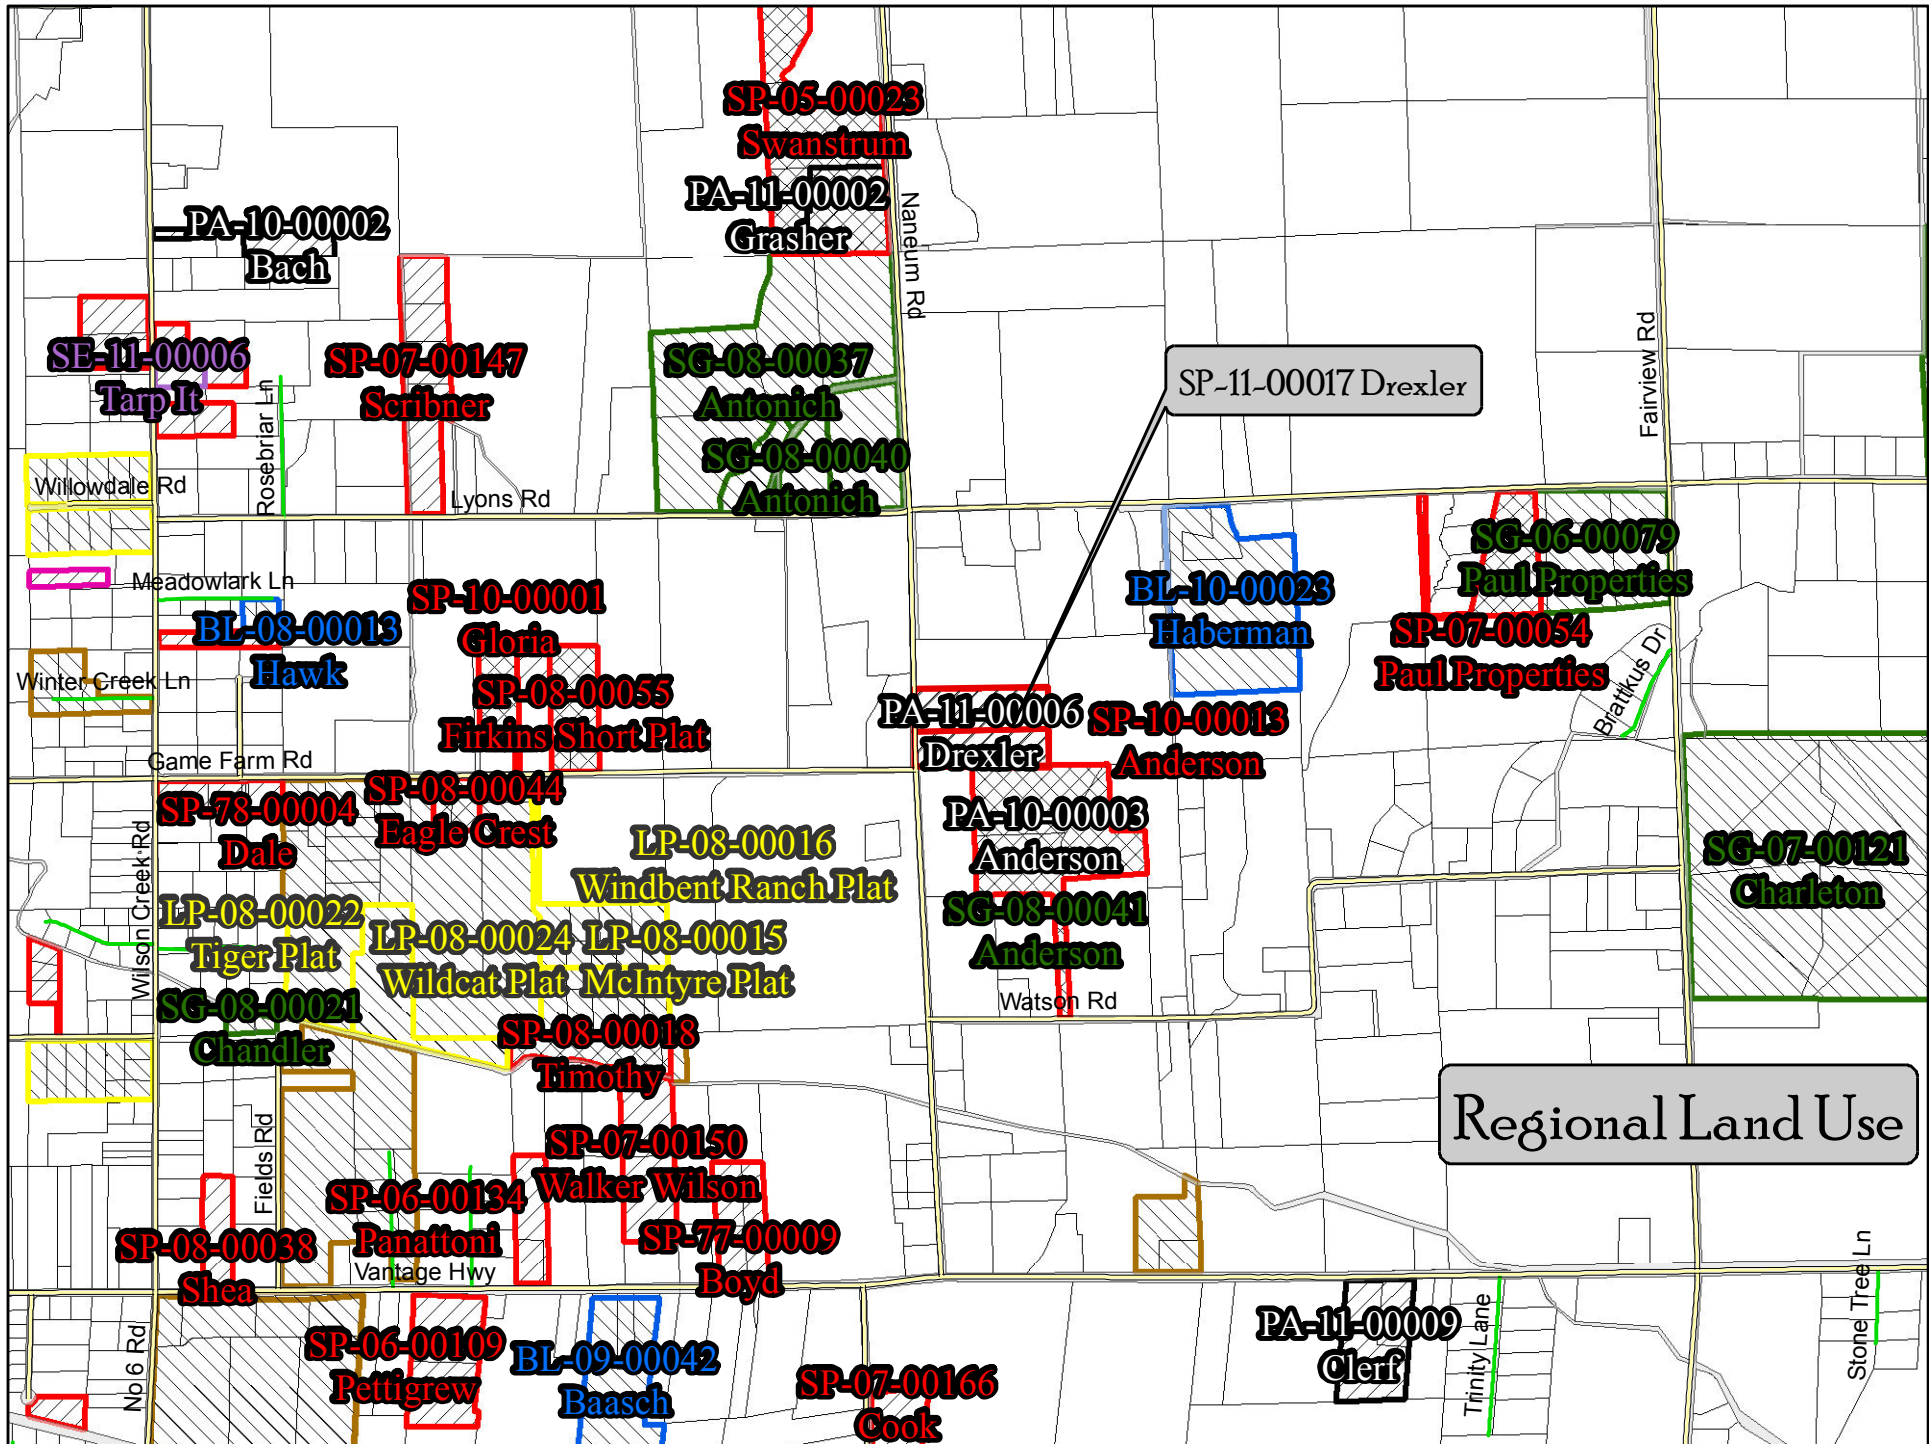 SP-05-00023
Swanstrum
PA-11-00002
Grasher
PA-10-00002
Bach
Naneum Rd
SE-11-00006
Tarp It
SP-07-00147
Scribner
SG-08-00037
Antonich
SG-08-00040
Antonich
SP-11-00017 Drexler
Fairview Rd
Rosebriar Ln
Willowdale Rd
Lyons Rd
SG-06-00079
Paul Properties
Meadowlark Ln
BL-08-00013
Hawk
SP-10-00001
Gloria
BL-10-00023
Haberman
SP-07-00054
Paul Properties
Brattkus Dr
Winter Creek Ln
SP-08-00055
Firkins Short Plat
PA-11-00006
Drexler
SP-10-00013
Anderson
Game Farm Rd
SP-78-00004
Dale
SP-08-00044
Eagle Crest
LP-08-00016
Windbent Ranch Plat
PA-10-00003
Anderson
SG-07-00121
Charleton
Wilson Creek Rd
LP-08-00022
Tiger Plat
LP-08-00024
Wildcat Plat
LP-08-00015
McIntyre Plat
SG-08-00041
Anderson
Watson Rd
SG-08-00021
Chandler
SP-08-00018
Timothy
Regional Land Use
Fields Rd
SP-07-00150
Walker Wilson
SP-06-00134
Panattoni
SP-77-00009
Boyd
SP-08-00038
Shea
Vantage Hwy
Stone Tree Ln
No 6 Rd
SP-06-00109
Pettigrew
BL-09-00042
Baasch
SP-07-00166
Cook
PA-11-00009
Clerf
Trinity Lane